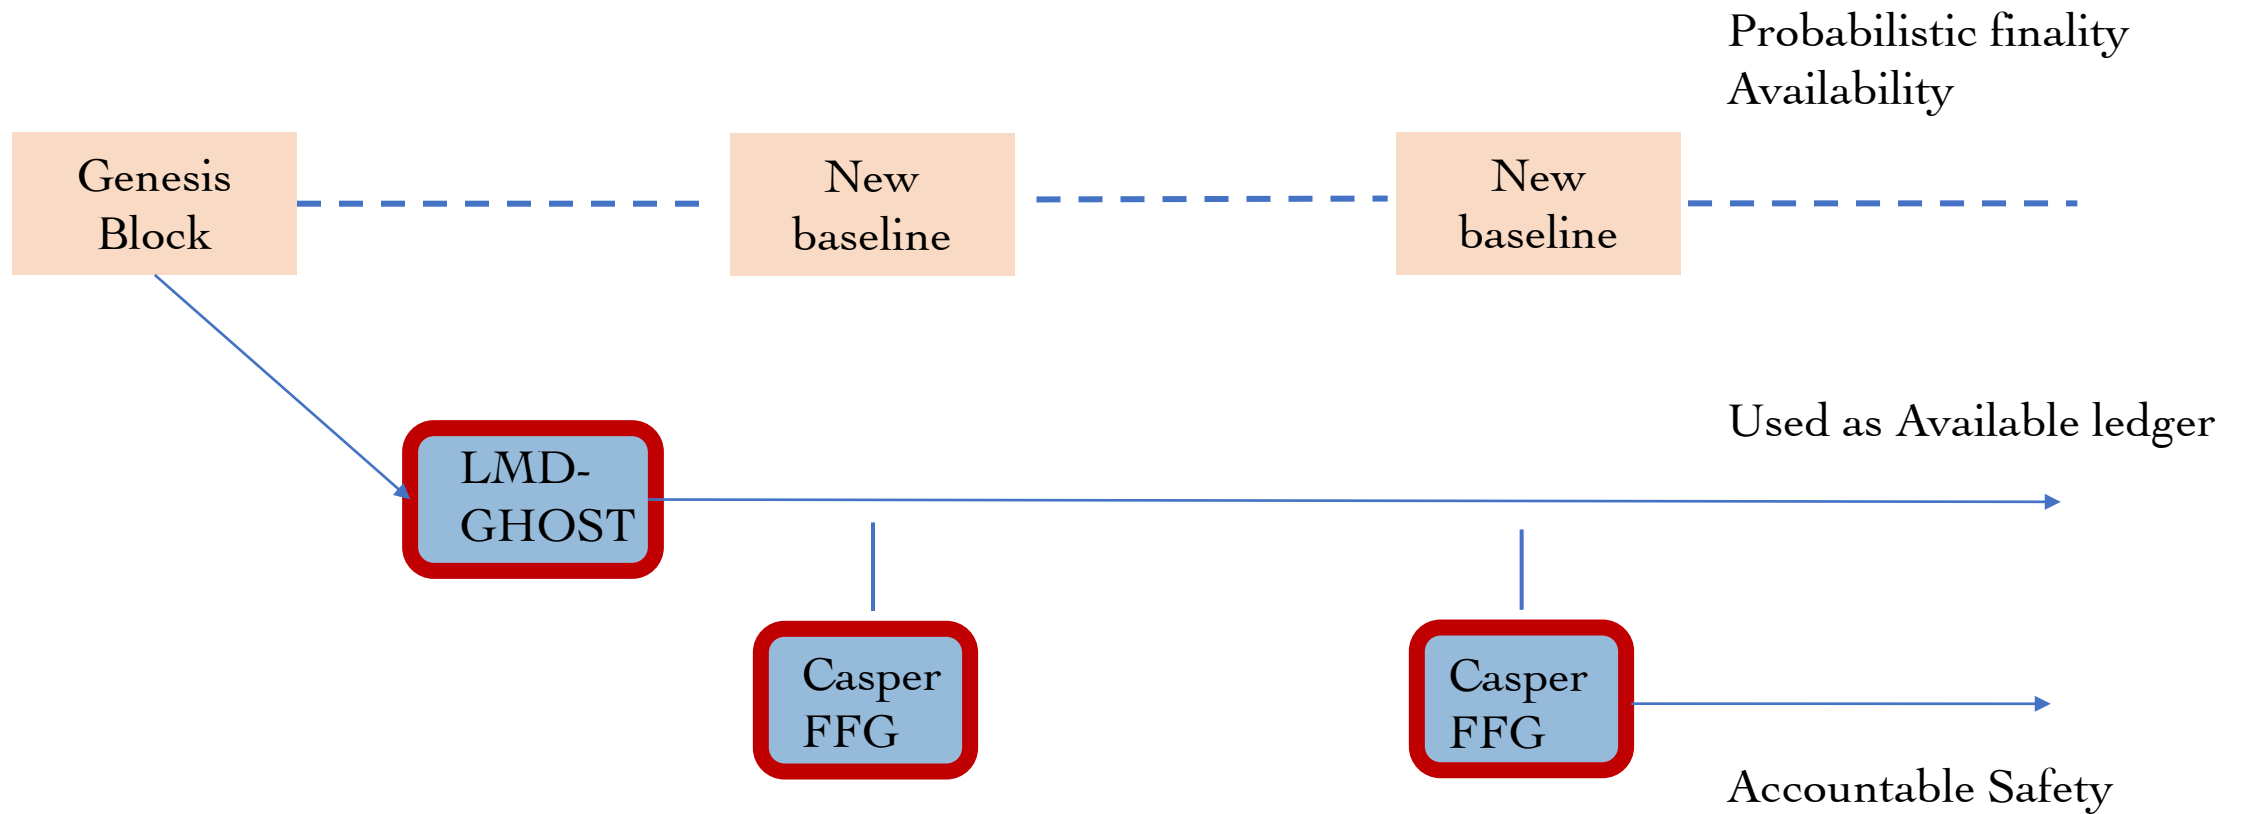 Probabilistic finality
Availability
Genesis
Block
New
baseline
New
baseline
Used as Available ledger
LMD-
GHOST
Casper
FFG
Casper
FFG
Accountable Safety